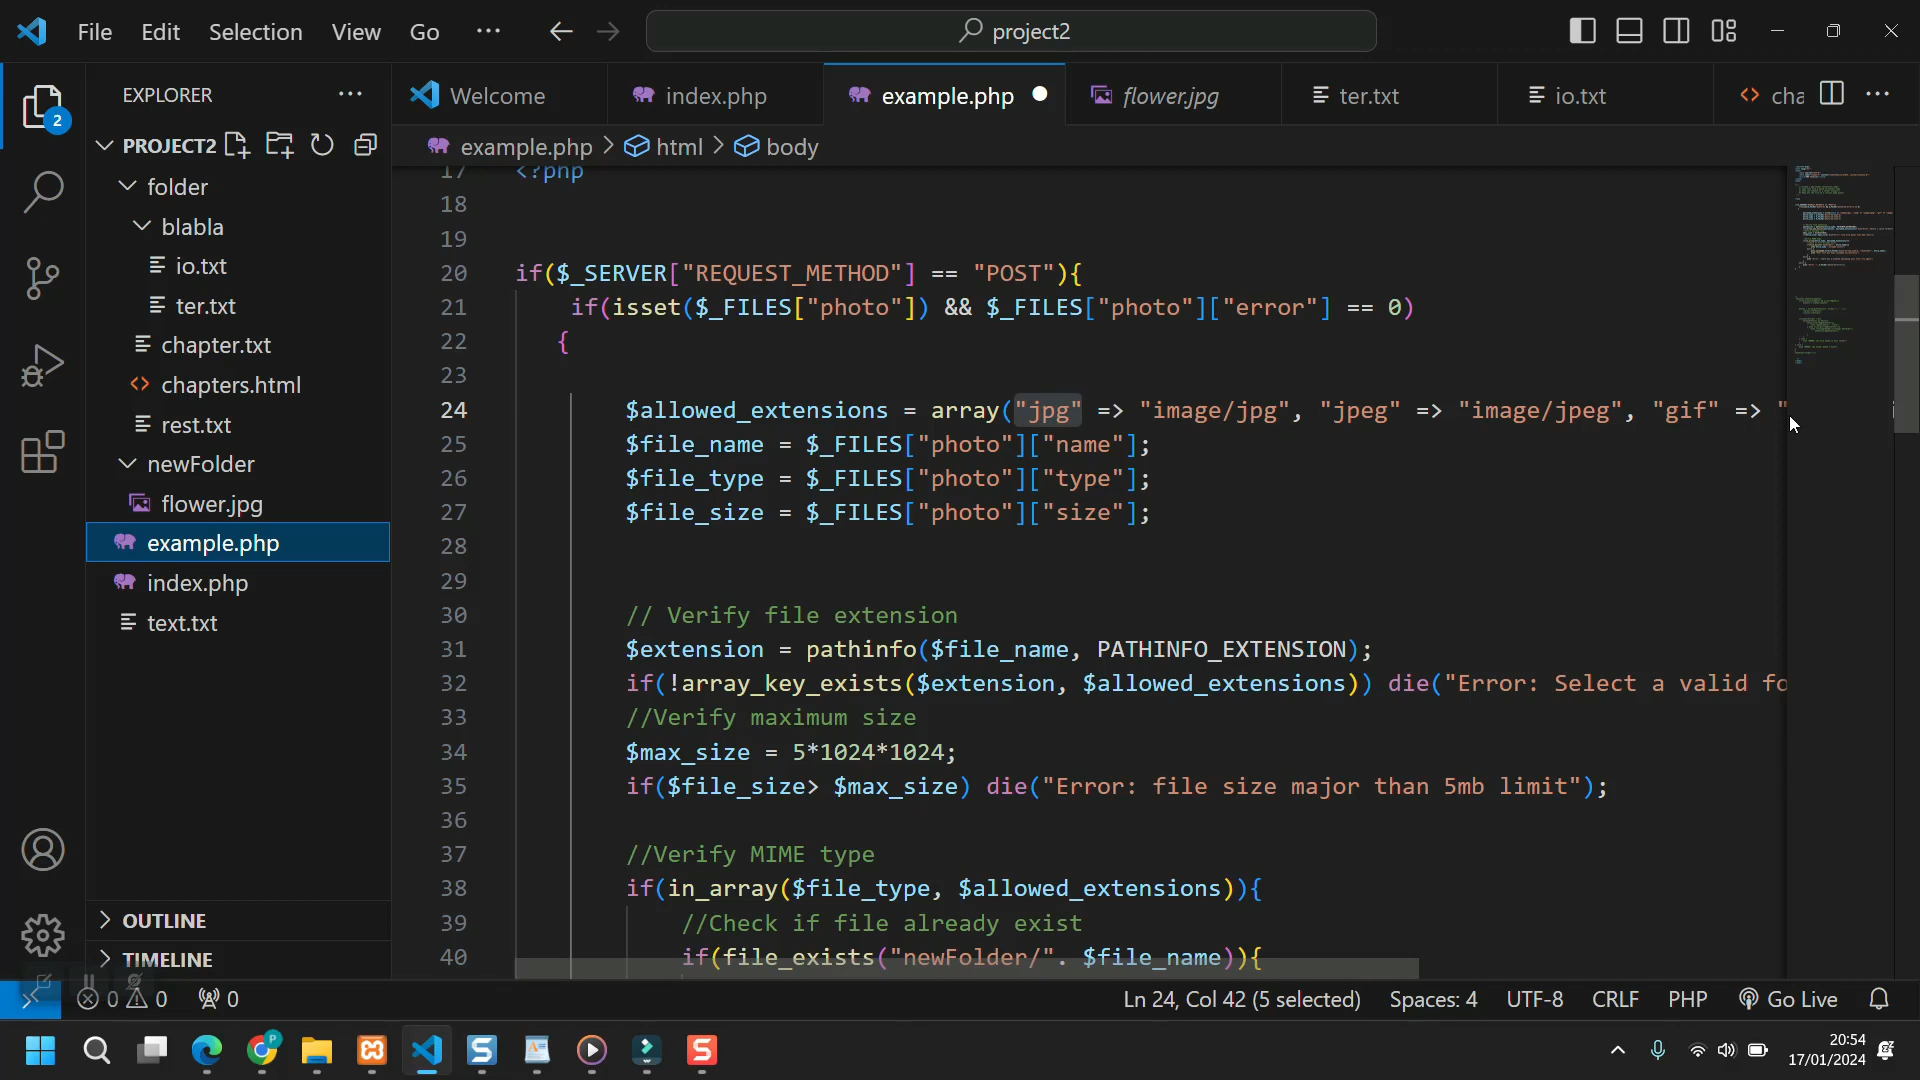 File Edit Selection View Go ··· project2
EXPLORER ···
Welcome index.php example.php flower.jpg ter.txt io.txt cha ···
PROJECT2
example.php > html > body
folder
blabla
io.txt
ter.txt
chapter.txt
chapters.html
rest.txt
newFolder
flower.jpg
example.php
index.php
text.txt
OUTLINE
TIMELINE
17 <?php
18
19
20 if($_SERVER["REQUEST_METHOD"] == "POST"){
21 if(isset($_FILES["photo"]) && $_FILES["photo"]["error"] == 0)
22 {
23
24 $allowed_extensions = array("jpg" => "image/jpg", "jpeg" => "image/jpeg", "gif" => "
25 $file_name = $_FILES["photo"]["name"];
26 $file_type = $_FILES["photo"]["type"];
27 $file_size = $_FILES["photo"]["size"];
28
29
30 // Verify file extension
31 $extension = pathinfo($file_name, PATHINFO_EXTENSION);
32 if(!array_key_exists($extension, $allowed_extensions)) die("Error: Select a valid fo
33 //Verify maximum size
34 $max_size = 5*1024*1024;
35 if($file_size> $max_size) die("Error: file size major than 5mb limit");
36
37 //Verify MIME type
38 if(in_array($file_type, $allowed_extensions)){
39 //Check if file already exist
40 if(file_exists("newFolder/". $file_name)){
0 0 0 Ln 24, Col 42 (5 selected) Spaces: 4 UTF-8 CRLF PHP Go Live
20:54
17/01/2024